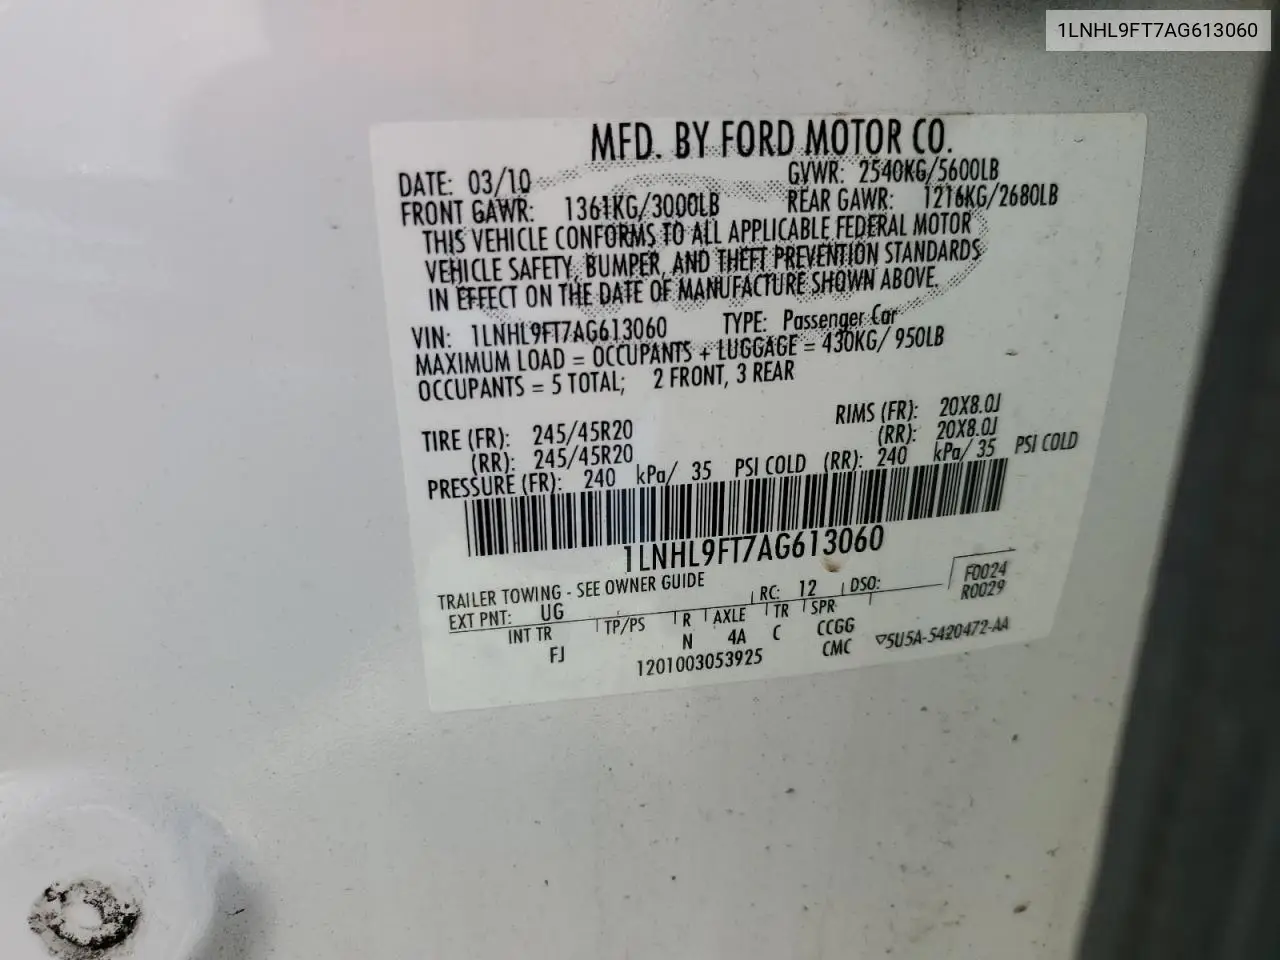 1LNHL9FT7AG613060
MFD. BY FORD MOTOR CO.
DATE: 03/10 GVWR: 2540KG/5600LB
FRONT GAWR: 1361KG/3000LB REAR GAWR: 1216KG/2680LB
THIS VEHICLE CONFORMS TO ALL APPLICABLE FEDERAL MOTOR
VEHICLE SAFETY, BUMPER, AND THEFT PREVENTION STANDARDS
IN EFFECT ON THE DATE OF MANUFACTURE SHOWN ABOVE.
VIN: 1LNHL9FT7AG613060 TYPE: Passenger Car
MAXIMUM LOAD = OCCUPANTS + LUGGAGE = 430KG/ 950LB
OCCUPANTS = 5 TOTAL; 2 FRONT, 3 REAR
TIRE (FR): 245/45R20 RIMS (FR): 20X8.0J
(RR): 245/45R20 (RR): 20X8.0J
PRESSURE (FR): 240 kPa/ 35 PSI COLD (RR): 240 kPa/ 35 PSI COLD
1LNHL9FT7AG613060
TRAILER TOWING - SEE OWNER GUIDE
EXT PNT: UG RC: 12 DSO: F0024
R0029
INT TR TP/PS R AXLE TR SPR
FJ N 4A C CCGG
1201003053925 CMC ▽5U5A-5420472-AA